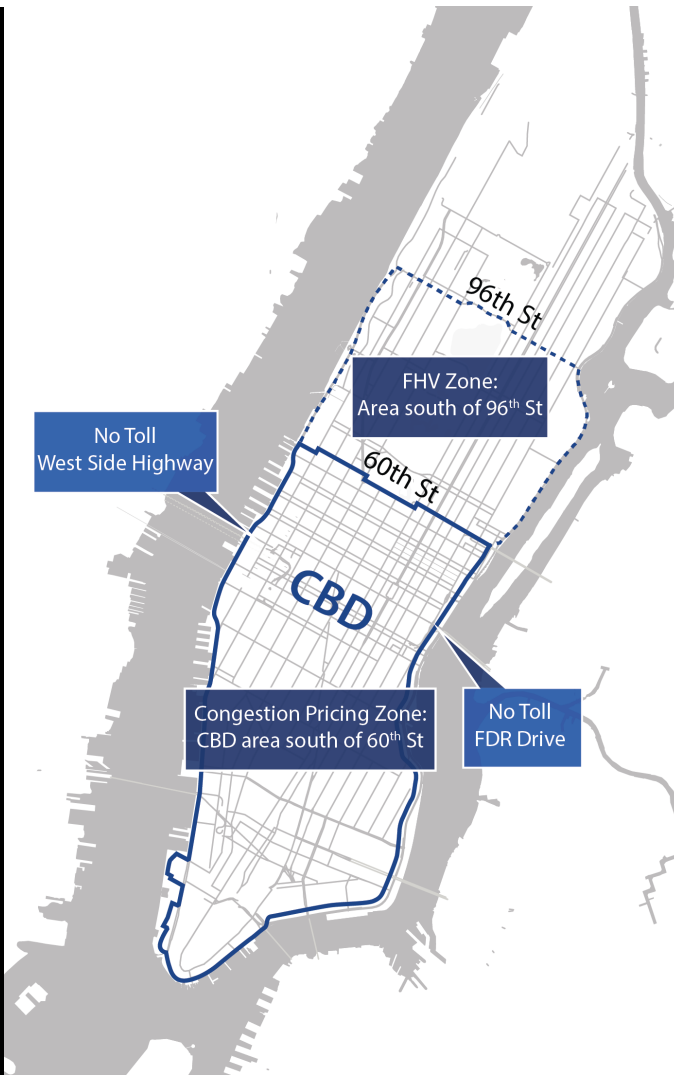 96th St
FHV Zone:
Area south of 96th St
No Toll
West Side Highway
60th St
CBD
Congestion Pricing Zone:
CBD area south of 60th St
No Toll
FDR Drive